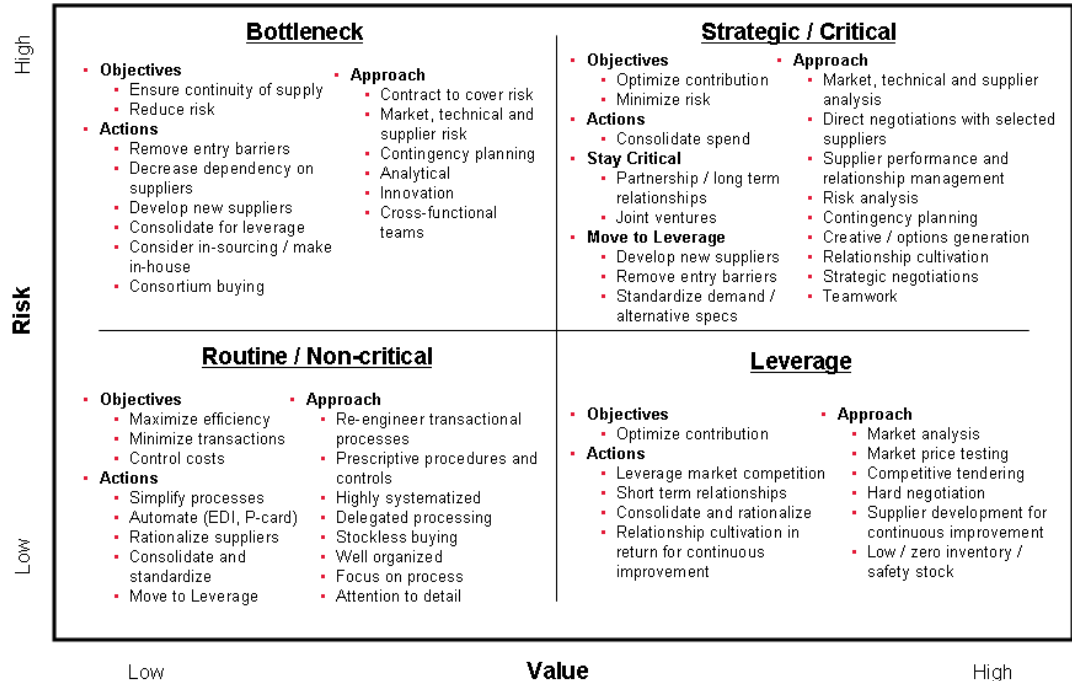 High
Risk
Low
Bottleneck
Objectives
Ensure continuity of supply
Reduce risk
Actions
Remove entry barriers
Decrease dependency on
suppliers
Develop new suppliers
Consolidate for leverage
Consider in-sourcing / make
in-house
Consortium buying
Approach
Contract to cover risk
Market, technical and
supplier risk
Contingency planning
Analytical
Innovation
Cross-functional
teams
Strategic / Critical
Objectives
Optimize contribution
Minimize risk
Actions
Consolidate spend
Stay Critical
Partnership / long term
relationships
Joint ventures
Move to Leverage
Develop new suppliers
Remove entry barriers
Standardize demand /
alternative specs
Approach
Market, technical and supplier
analysis
Direct negotiations with selected
suppliers
Supplier performance and
relationship management
Risk analysis
Contingency planning
Creative / options generation
Relationship cultivation
Strategic negotiations
Teamwork
Routine / Non-critical
Objectives
Maximize efficiency
Minimize transactions
Control costs
Actions
Simplify processes
Automate (EDI, P-card)
Rationalize suppliers
Consolidate and
standardize
Move to Leverage
Approach
Re-engineer transactional
processes
Prescriptive procedures and
controls
Highly systematized
Delegated processing
Stockless buying
Well organized
Focus on process
Attention to detail
Leverage
Objectives
Optimize contribution
Actions
Leverage market competition
Short term relationships
Consolidate and rationalize
Relationship cultivation in
return for continuous
improvement
Approach
Market analysis
Market price testing
Competitive tendering
Hard negotiation
Supplier development for
continuous improvement
Low / zero inventory /
safety stock
Low
Value
High